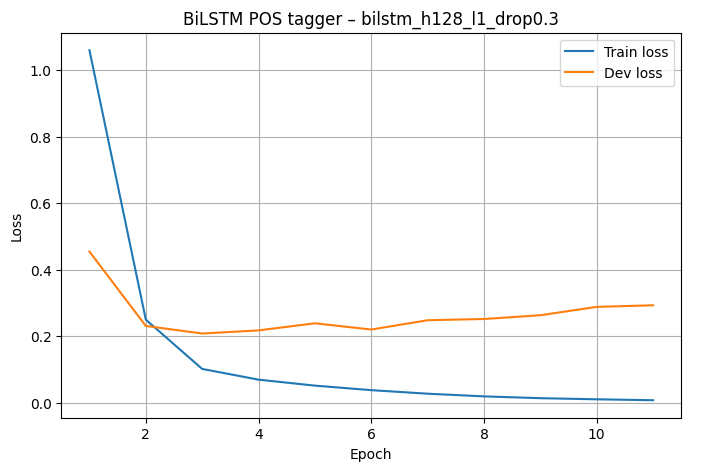 BiLSTM POS tagger – bilstm_h128_l1_drop0.3
Train loss
Dev loss
1.0
0.8
0.6
0.4
0.2
0.0
Loss
2 4 6 8 10
Epoch